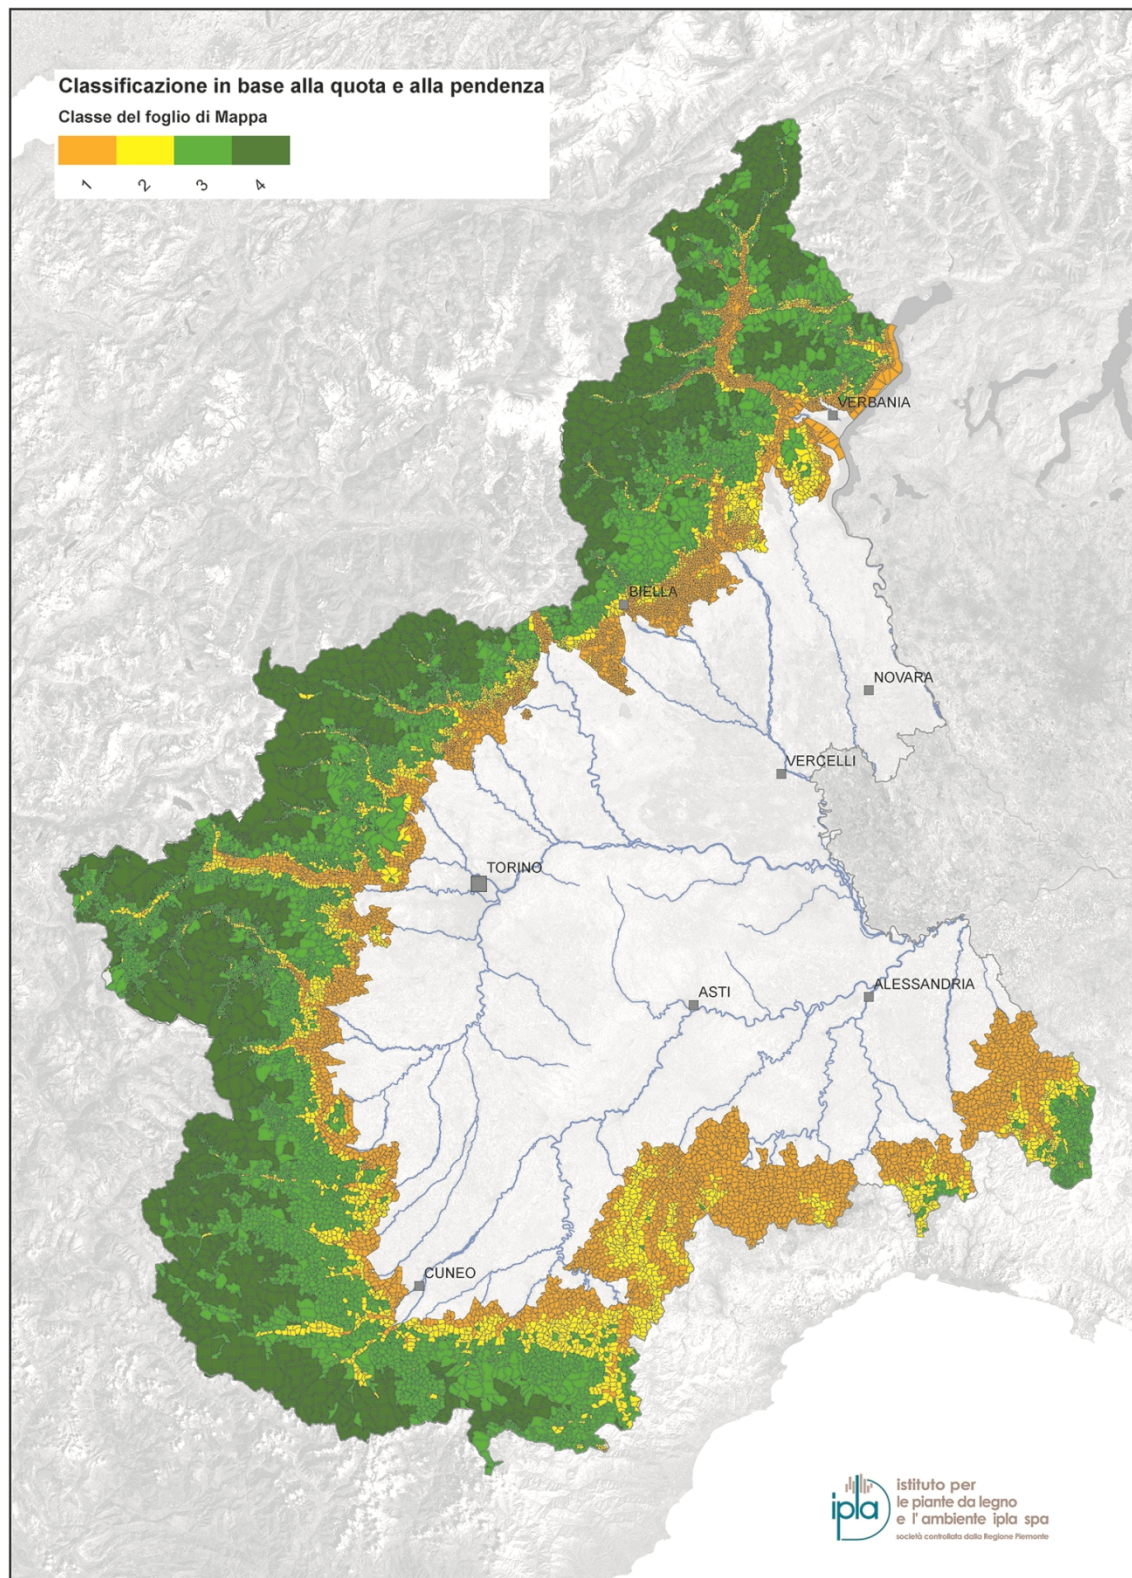 Classificazione in base alla quota e alla pendenza
Classe del foglio di Mappa
1 2 3 4
VERBANIA
BIELLA
NOVARA
VERCELLI
TORINO
ASTI
ALESSANDRIA
CUNEO
ipla
istituto per
le piante da legno
e l' ambiente ipla spa
società controllata dalla Regione Piemonte